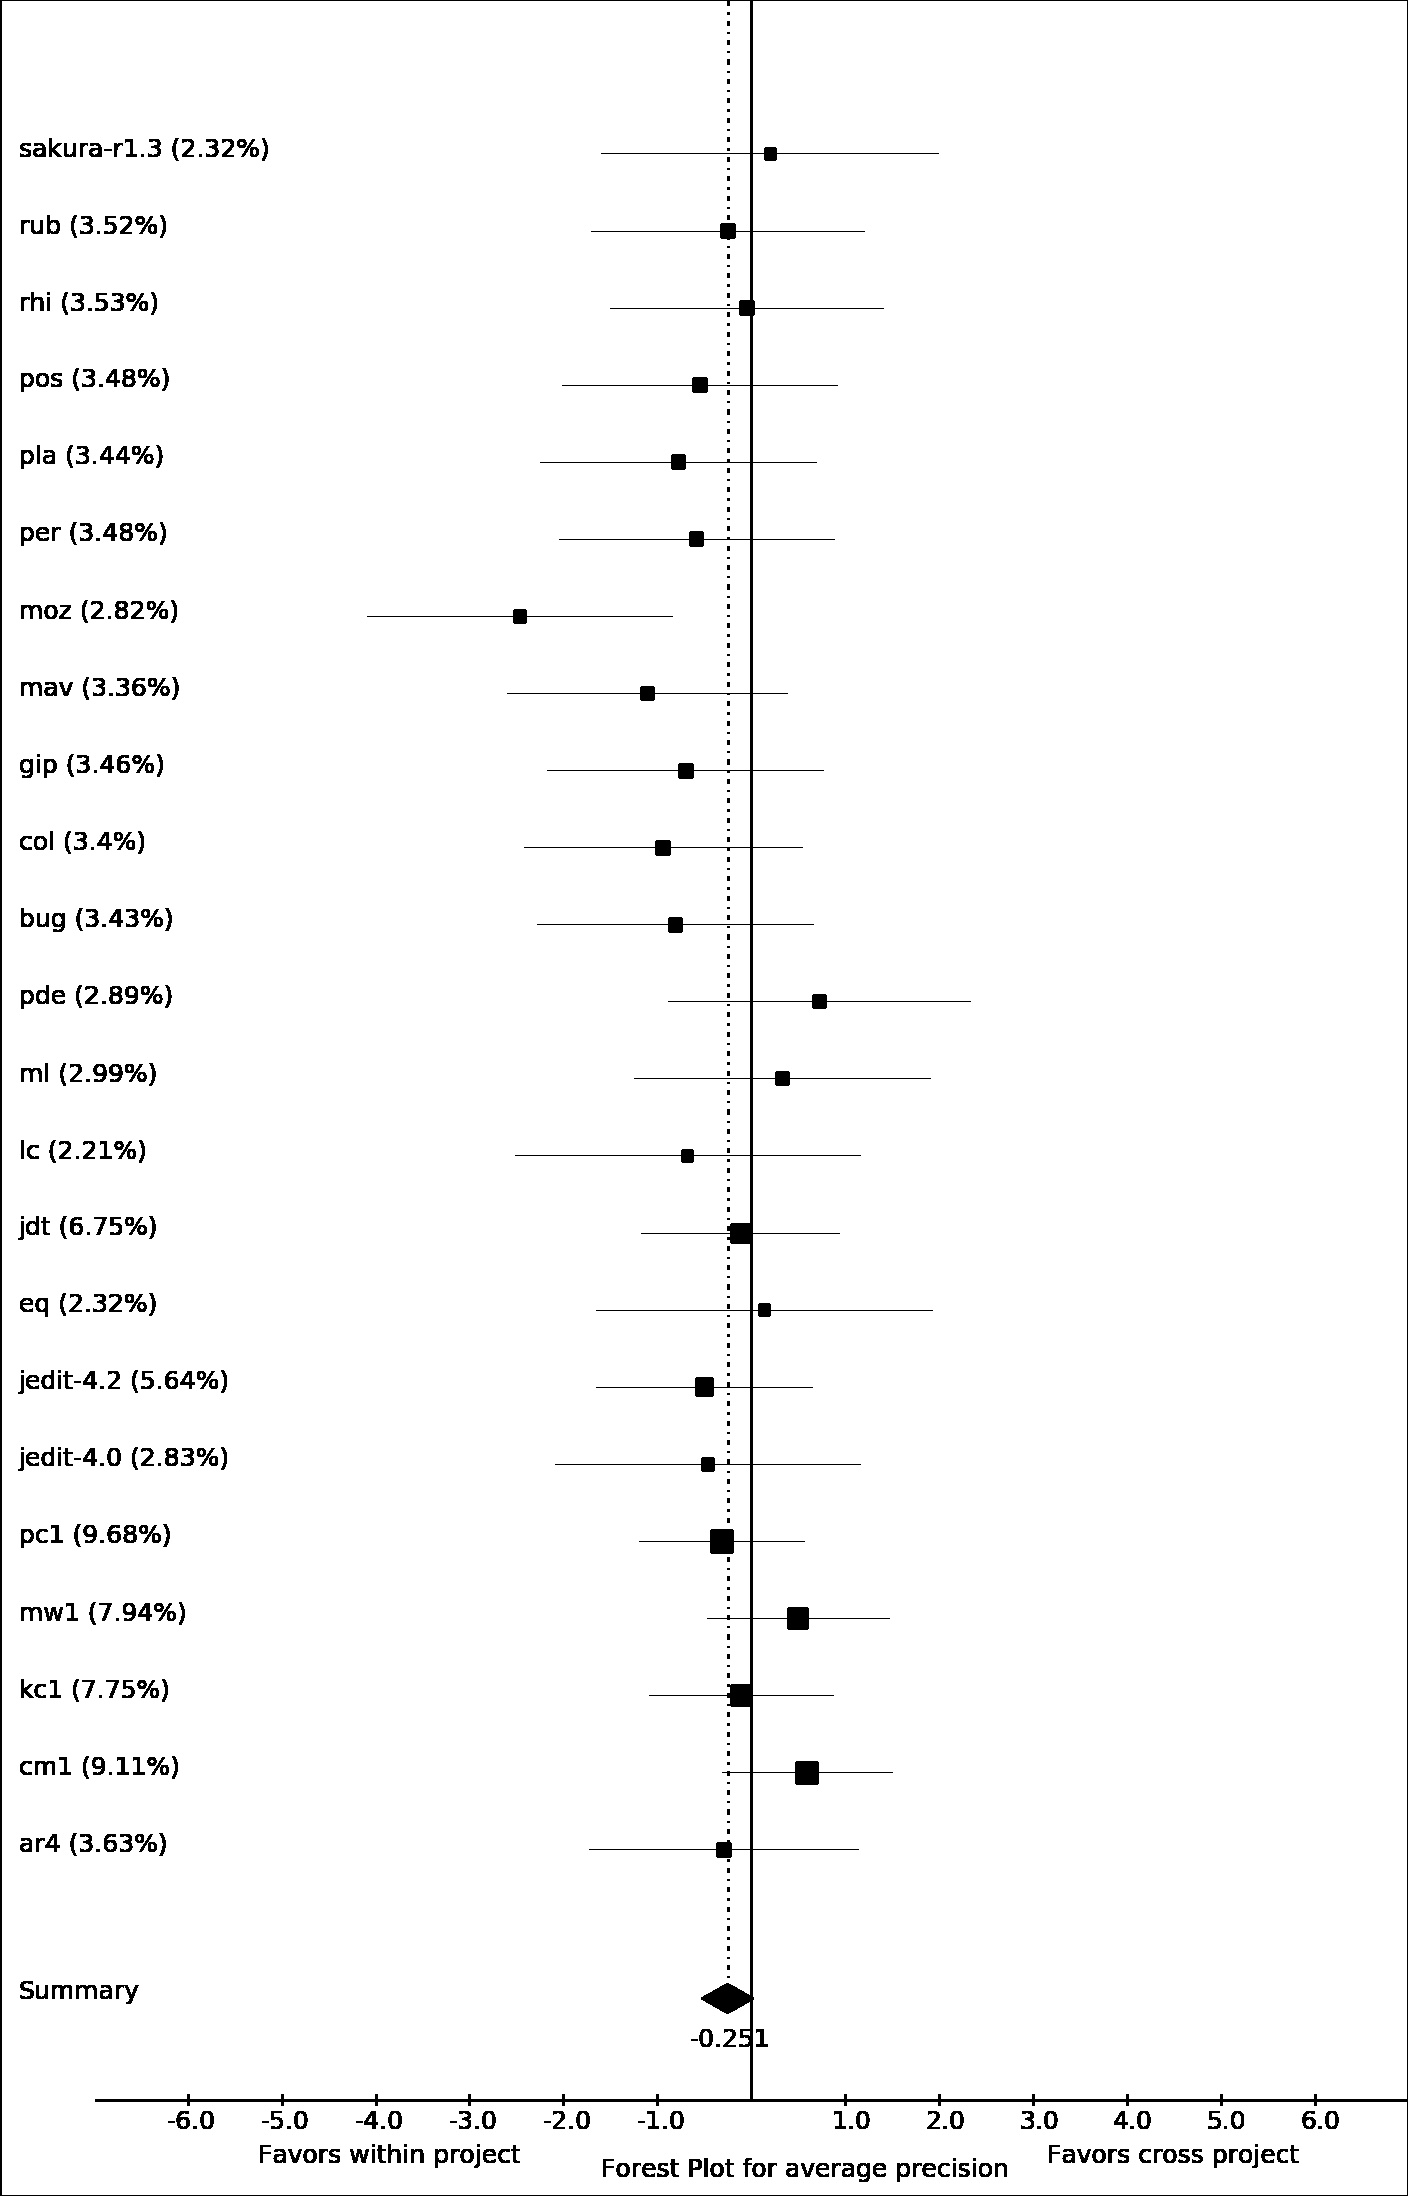 sakura-r1.3 (2.32%)
rub (3.52%)
rhi (3.53%)
pos (3.48%)
pla (3.44%)
per (3.48%)
moz (2.82%)
mav (3.36%)
gip (3.46%)
col (3.4%)
bug (3.43%)
pde (2.89%)
ml (2.99%)
lc (2.21%)
jdt (6.75%)
eq (2.32%)
jedit-4.2 (5.64%)
jedit-4.0 (2.83%)
pc1 (9.68%)
mw1 (7.94%)
kc1 (7.75%)
cm1 (9.11%)
ar4 (3.63%)
Summary
-0.251
-6.0 -5.0 -4.0 -3.0 -2.0 -1.0 1.0 2.0 3.0 4.0 5.0 6.0
Favors within project Favors cross project
Forest Plot for average precision